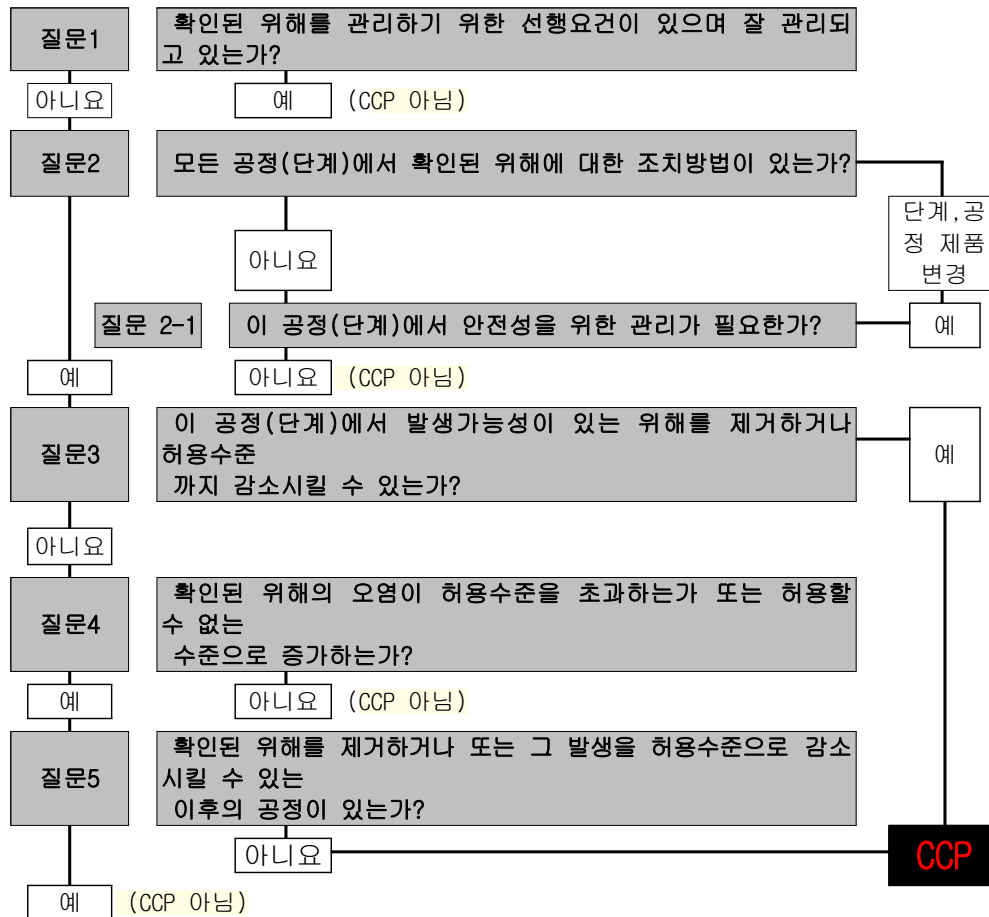 질문1
확인된 위해를 관리하기 위한 선행요건이 있으며 잘 관리되
고 있는가?
아니요
예 (CCP 아님)
질문2
모든 공정(단계)에서 확인된 위해에 대한 조치방법이 있는가?
단계,공
정 제품
변경
아니요
질문 2-1
이 공정(단계)에서 안전성을 위한 관리가 필요한가?
예
예
아니요 (CCP 아님)
질문3
이 공정(단계)에서 발생가능성이 있는 위해를 제거하거나
허용수준
까지 감소시킬 수 있는가?
예
아니요
질문4
확인된 위해의 오염이 허용수준을 초과하는가 또는 허용할
수 없는
수준으로 증가하는가?
예
아니요 (CCP 아님)
질문5
확인된 위해를 제거하거나 또는 그 발생을 허용수준으로 감소
시킬 수 있는
이후의 공정이 있는가?
아니요
CCP
예 (CCP 아님)